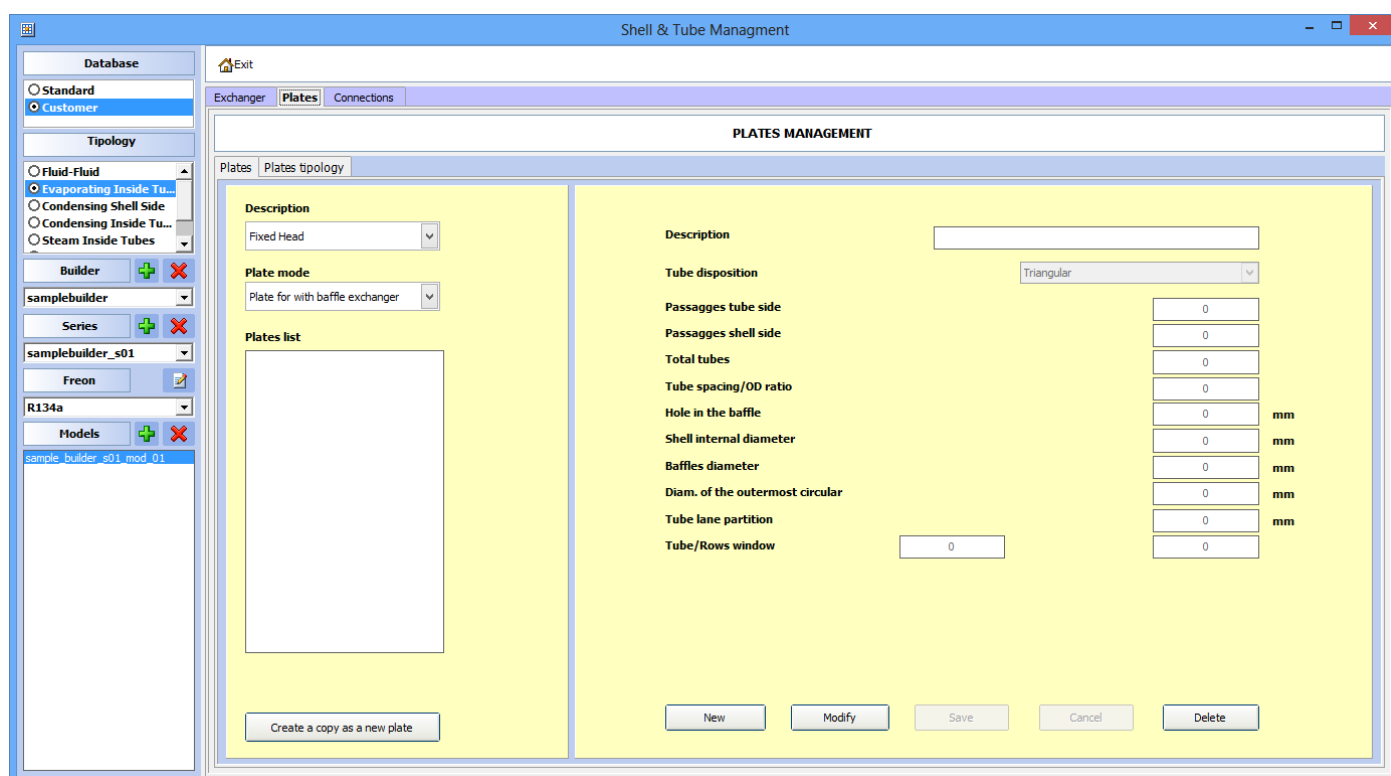 Shell & Tube Managment
Database
Standard
Customer
Tipology
Fluid-Fluid
Evaporating Inside Tu...
Condensing Shell Side
Condensing Inside Tu...
Steam Inside Tubes
Builder
samplebuilder
Series
samplebuilder_s01
Freon
R134a
Models
sample_builder_s01_mod_01
Exit
Exchanger Plates Connections
PLATES MANAGEMENT
Plates Plates tipology
Description
Fixed Head
Plate mode
Plate for with baffle exchanger
Plates list
Create a copy as a new plate
Description
Tube disposition Triangular
Passagges tube side 0
Passagges shell side 0
Total tubes 0
Tube spacing/OD ratio 0
Hole in the baffle 0 mm
Shell internal diameter 0 mm
Baffles diameter 0 mm
Diam. of the outermost circular 0 mm
Tube lane partition 0 mm
Tube/Rows window 0 0
New Modify Save Cancel Delete